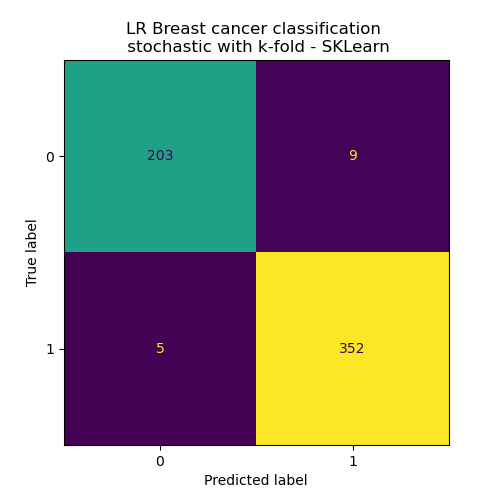 LR Breast cancer classification
stochastic with k-fold - SKLearn
True label
0
203
9
1
5
352
0
1
Predicted label